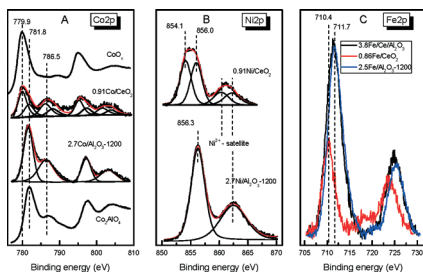 A
Co2p
779.9
781.8
786.5
CoOx
0.91Co/CeO2
2.7Co/Al2O3-1200
Co2AlO4
780 790 800 810
Binding energy (eV)
B
Ni2p
854.1
856.0
0.91Ni/CeO2
856.3
Ni2+ - satellite
2.7Ni/Al2O3-1200
850 855 860 865 870
Binding energy (eV)
C
Fe2p
710.4
711.7
3.8Fe/Ce/Al2O3
0.86Fe/CeO2
2.5Fe/Al2O3-1200
705 710 715 720 725 730
Binding energy (eV)